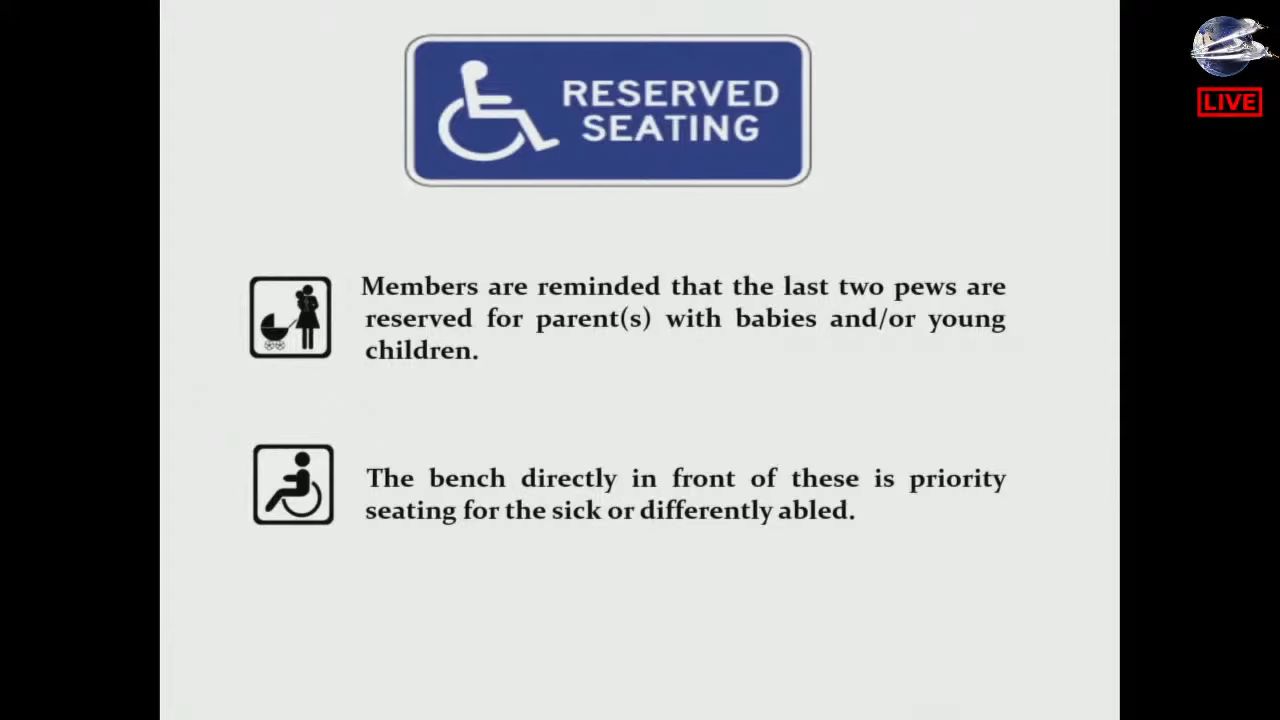 RESERVED
SEATING
LIVE
Members are reminded that the last two pews are
reserved for parent(s) with babies and/or young
children.
The bench directly in front of these is priority
seating for the sick or differently abled.